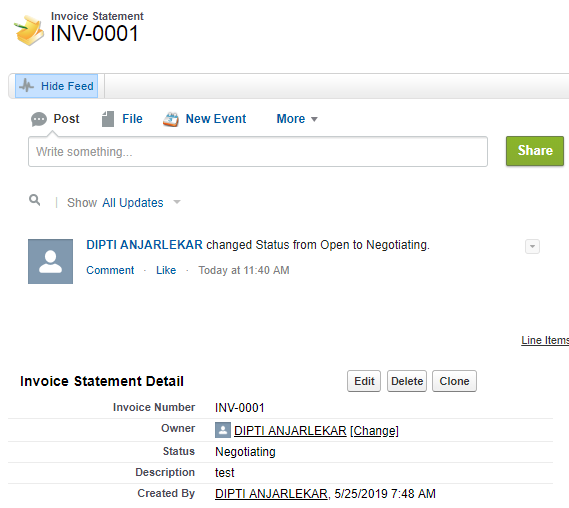 Invoice Statement
INV-0001
Hide Feed
Post File New Event More
Write something...
Share
Show All Updates
DIPTI ANJARLEKAR changed Status from Open to Negotiating.
Comment · Like · Today at 11:40 AM
Line Items
Invoice Statement Detail Edit Delete Clone
Invoice Number INV-0001
Owner DIPTI ANJARLEKAR [Change]
Status Negotiating
Description test
Created By DIPTI ANJARLEKAR, 5/25/2019 7:48 AM